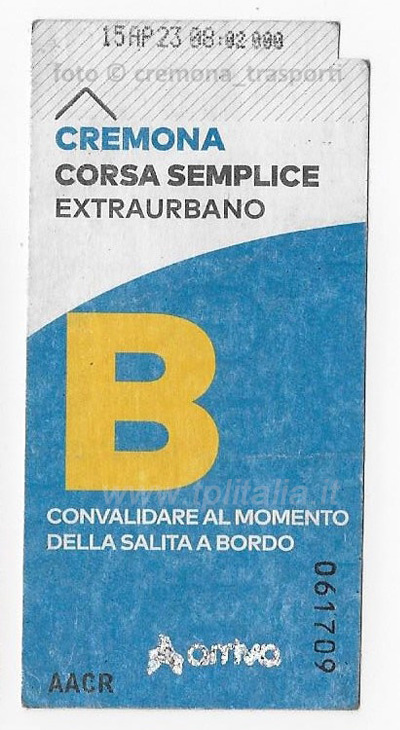 15AP23 08:02 000
foto © cremona_trasporti
CREMONA
CORSA SEMPLICE
EXTRAURBANO
B
www.tplitalia.it
CONVALIDARE AL MOMENTO
DELLA SALITA A BORDO
061709
arriva
AACR